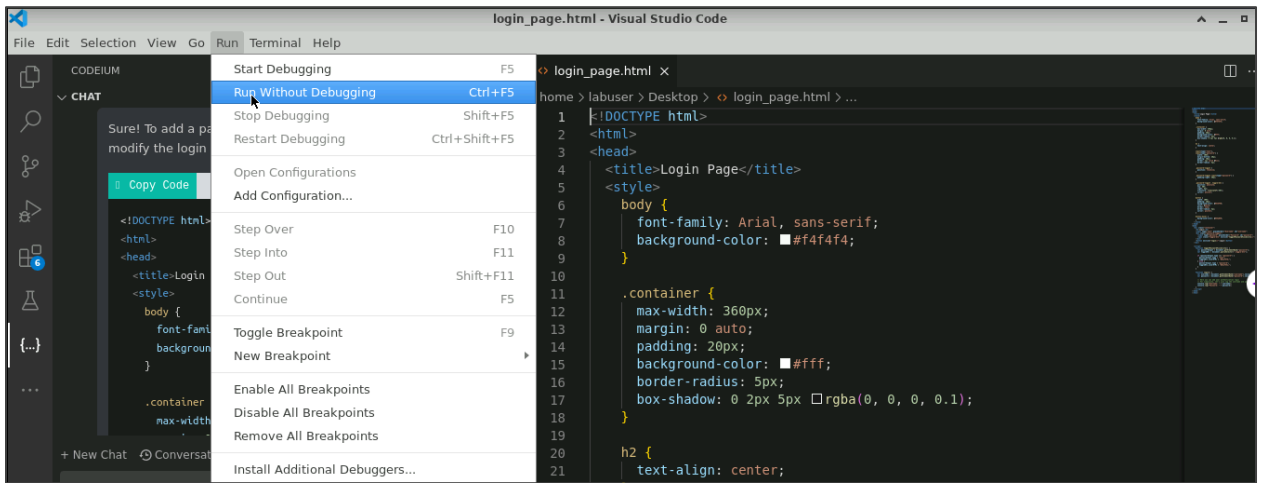 login_page.html - Visual Studio Code
File Edit Selection View Go Run Terminal Help
CODEIUM
CHAT
Sure! To add a pa
modify the login
Copy Code
<!DOCTYPE html>
<html>
<head>
<title>Login
<style>
body {
font-fami
backgroun
}
.container
max-width
+ New Chat Conversat
6
{...}
Start Debugging F5
Run Without Debugging Ctrl+F5
Stop Debugging Shift+F5
Restart Debugging Ctrl+Shift+F5
Open Configurations
Add Configuration...
Step Over F10
Step Into F11
Step Out Shift+F11
Continue F5
Toggle Breakpoint F9
New Breakpoint
Enable All Breakpoints
Disable All Breakpoints
Remove All Breakpoints
Install Additional Debuggers...
<> login_page.html ×
home > labuser > Desktop > <> login_page.html > ...
1 <!DOCTYPE html>
2 <html>
3 <head>
4 <title>Login Page</title>
5 <style>
6 body {
7 font-family: Arial, sans-serif;
8 background-color: #f4f4f4;
9 }
10
11 .container {
12 max-width: 360px;
13 margin: 0 auto;
14 padding: 20px;
15 background-color: #fff;
16 border-radius: 5px;
17 box-shadow: 0 2px 5px rgba(0, 0, 0, 0.1);
18 }
19
20 h2 {
21 text-align: center;